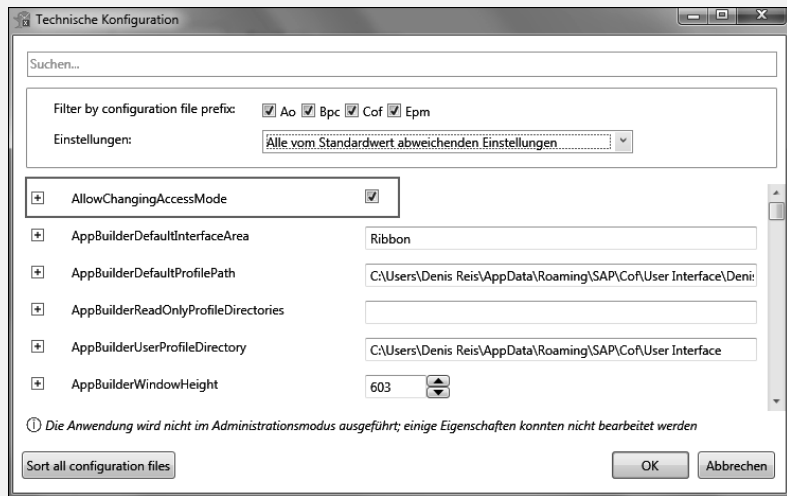 Technische Konfiguration
Suchen...
Filter by configuration file prefix: Ao Bpc Cof Epm
Einstellungen: Alle vom Standardwert abweichenden Einstellungen
AllowChangingAccessMode
AppBuilderDefaultInterfaceArea Ribbon
AppBuilderDefaultProfilePath C:\Users\Denis Reis\AppData\Roaming\SAP\Cof\User Interface\Denis
AppBuilderReadOnlyProfileDirectories
AppBuilderUserProfileDirectory C:\Users\Denis Reis\AppData\Roaming\SAP\Cof\User Interface
AppBuilderWindowHeight 603
Die Anwendung wird nicht im Administrationsmodus ausgeführt; einige Eigenschaften konnten nicht bearbeitet werden
Sort all configuration files OK Abbrechen